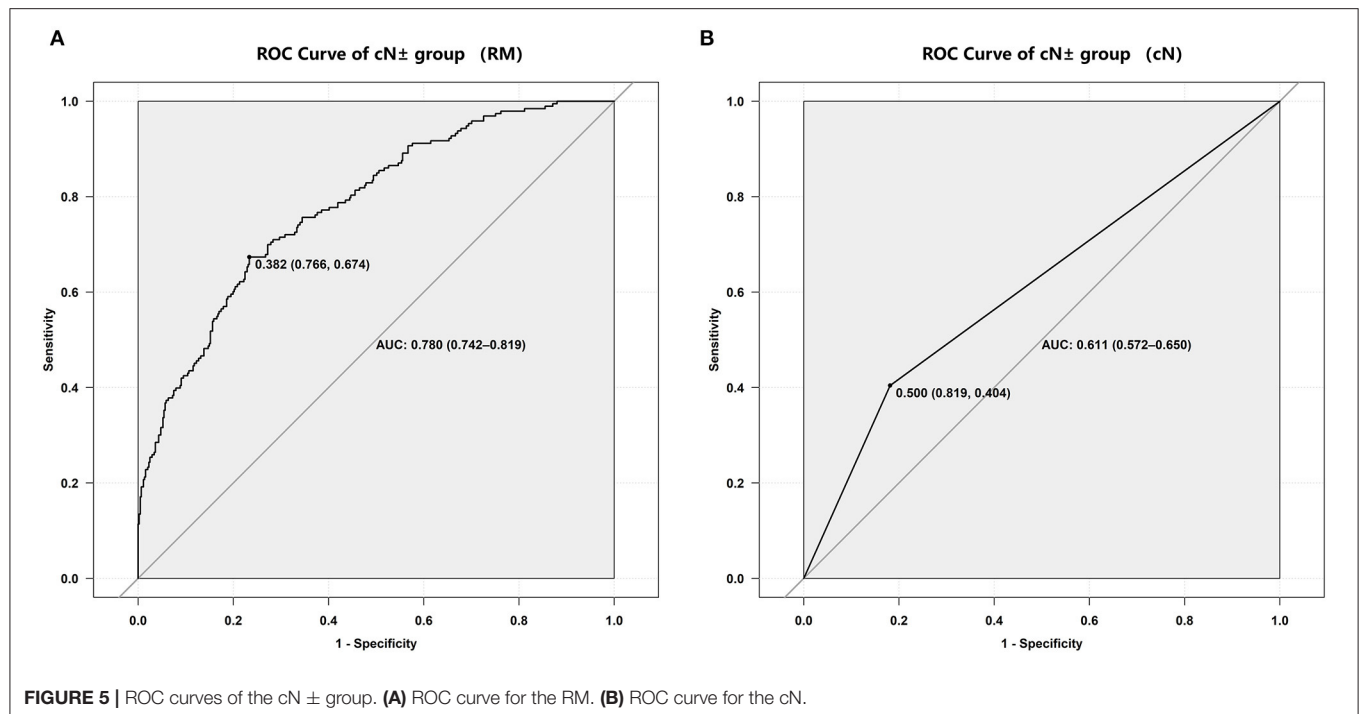 A
ROC Curve of cN± group (RM)
1.0
0.8
0.6
0.4
0.2
0.0
Sensitivity
0.382 (0.766, 0.674)
AUC: 0.780 (0.742–0.819)
0.0 0.2 0.4 0.6 0.8 1.0
1 - Specificity
B
ROC Curve of cN± group (cN)
1.0
0.8
0.6
0.4
0.2
0.0
Sensitivity
AUC: 0.611 (0.572–0.650)
0.500 (0.819, 0.404)
0.0 0.2 0.4 0.6 0.8 1.0
1 - Specificity
FIGURE 5 | ROC curves of the cN ± group. (A) ROC curve for the RM. (B) ROC curve for the cN.